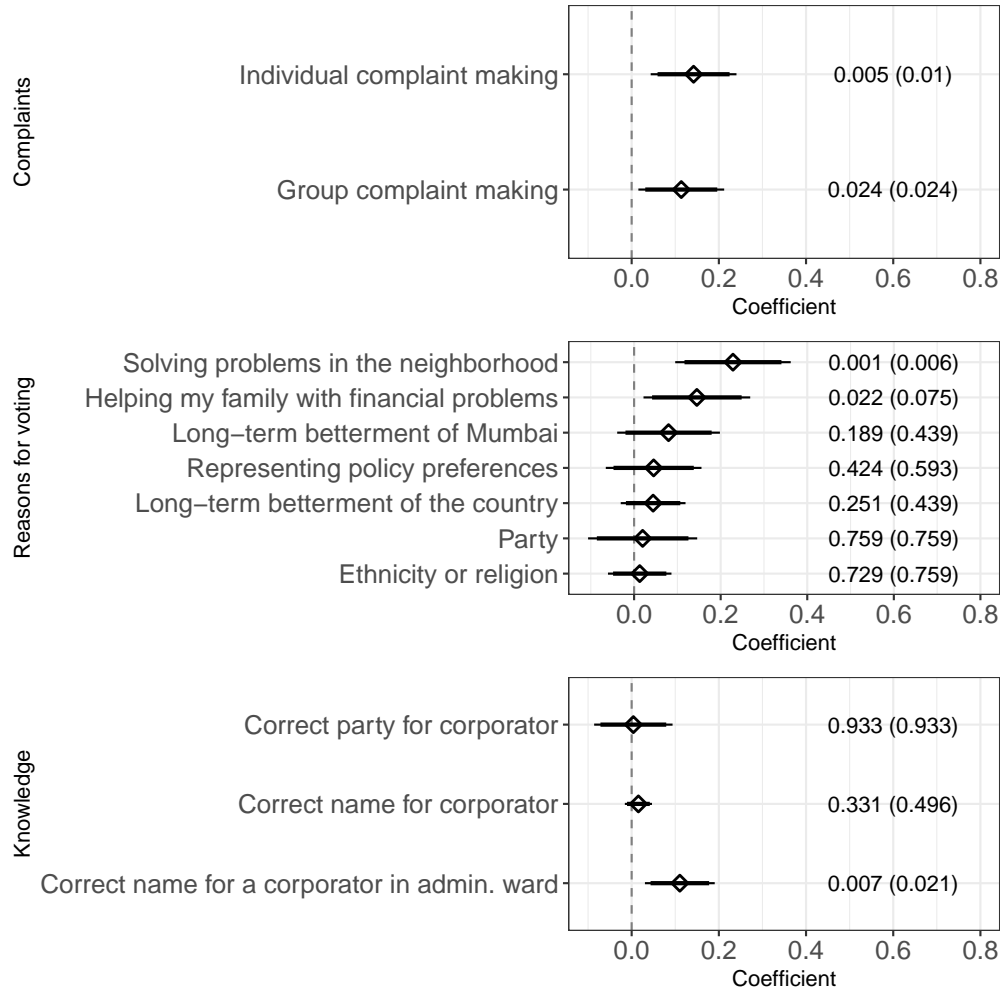 Complaints
Individual complaint making 0.005 (0.01)
Group complaint making 0.024 (0.024)
0.0 0.2 0.4 0.6 0.8
Coefficient
Reasons for voting
Solving problems in the neighborhood 0.001 (0.006)
Helping my family with financial problems 0.022 (0.075)
Long−term betterment of Mumbai 0.189 (0.439)
Representing policy preferences 0.424 (0.593)
Long−term betterment of the country 0.251 (0.439)
Party 0.759 (0.759)
Ethnicity or religion 0.729 (0.759)
0.0 0.2 0.4 0.6 0.8
Coefficient
Knowledge
Correct party for corporator 0.933 (0.933)
Correct name for corporator 0.331 (0.496)
Correct name for a corporator in admin. ward 0.007 (0.021)
0.0 0.2 0.4 0.6 0.8
Coefficient